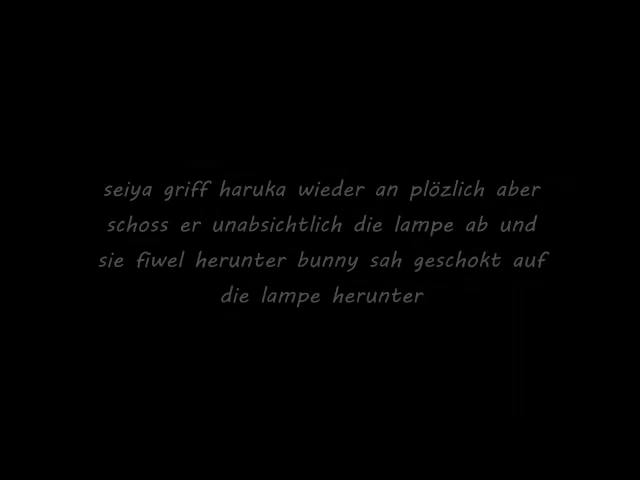 seiya griff haruka wieder an plözlich aber
schoss er unabsichtlich die lampe ab und
sie fiwel herunter bunny sah geschokt auf
die lampe herunter